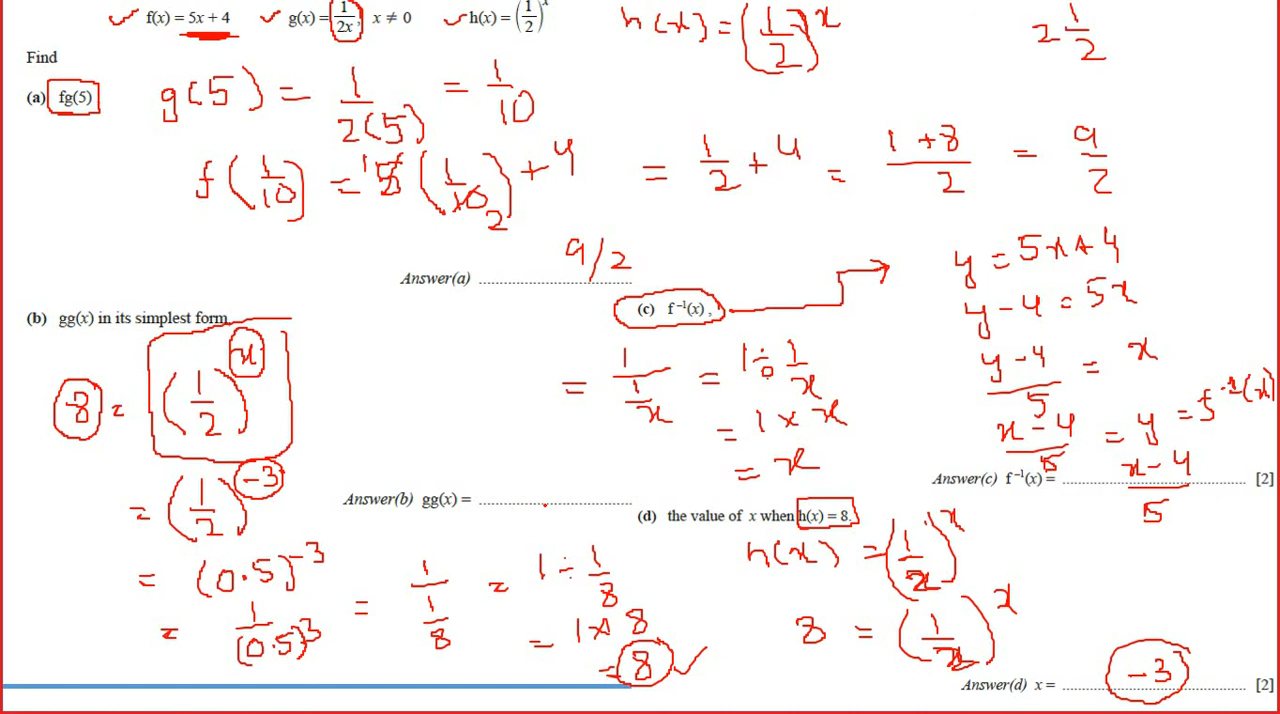 f(x) = 5x + 4 g(x) = 1/2x, x ≠ 0 h(x) = (1/2)^x h(x) = (1/2)^x 2 1/2
Find
(a) fg(5) g(5) = 1/2(5) = 1/10
f(1/10) = 5(1/10) + 4 = 1/2 + 4 = 1+8/2 = 9/2
Answer(a) 9/2
(b) gg(x) in its simplest form
8 = (1/2)^x
= (1/2)^-3
= (0.5)^-3
= 1/(0.5)^3 = 1/(1/8) = 1 ÷ 1/8
= 1 × 8
= 8
Answer(b) gg(x) =
= 1/(1/x) = 1 ÷ 1/x
= 1 × x
= x
(c) f⁻¹(x),
y = 5x + 4
y - 4 = 5x
y - 4/5 = x
x - 4/5 = y = f⁻¹(x)
Answer(c) f⁻¹(x) = x - 4/5 [2]
(d) the value of x when h(x) = 8.
h(x) = (1/2)^x
8 = (1/2)^x
Answer(d) x = -3 [2]